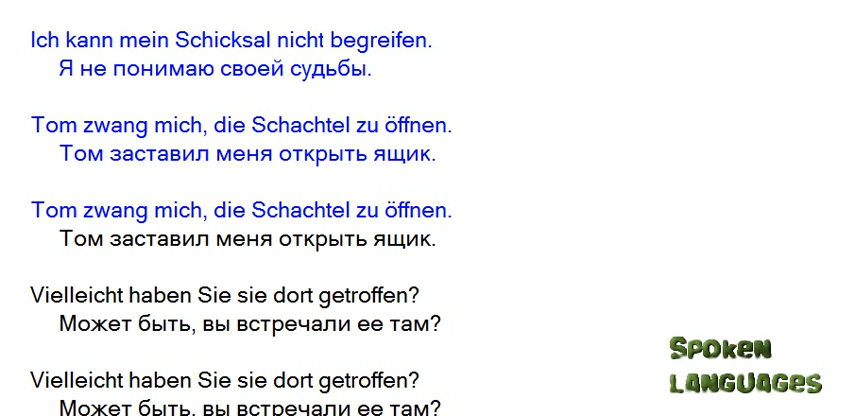 Ich kann mein Schicksal nicht begreifen.
Я не понимаю своей судьбы.
Tom zwang mich, die Schachtel zu öffnen.
Том заставил меня открыть ящик.
Tom zwang mich, die Schachtel zu öffnen.
Том заставил меня открыть ящик.
Vielleicht haben Sie sie dort getroffen?
Может быть, вы встречали ее там?
Vielleicht haben Sie sie dort getroffen?
Может быть, вы встречали ее там?
Spoken
Languages